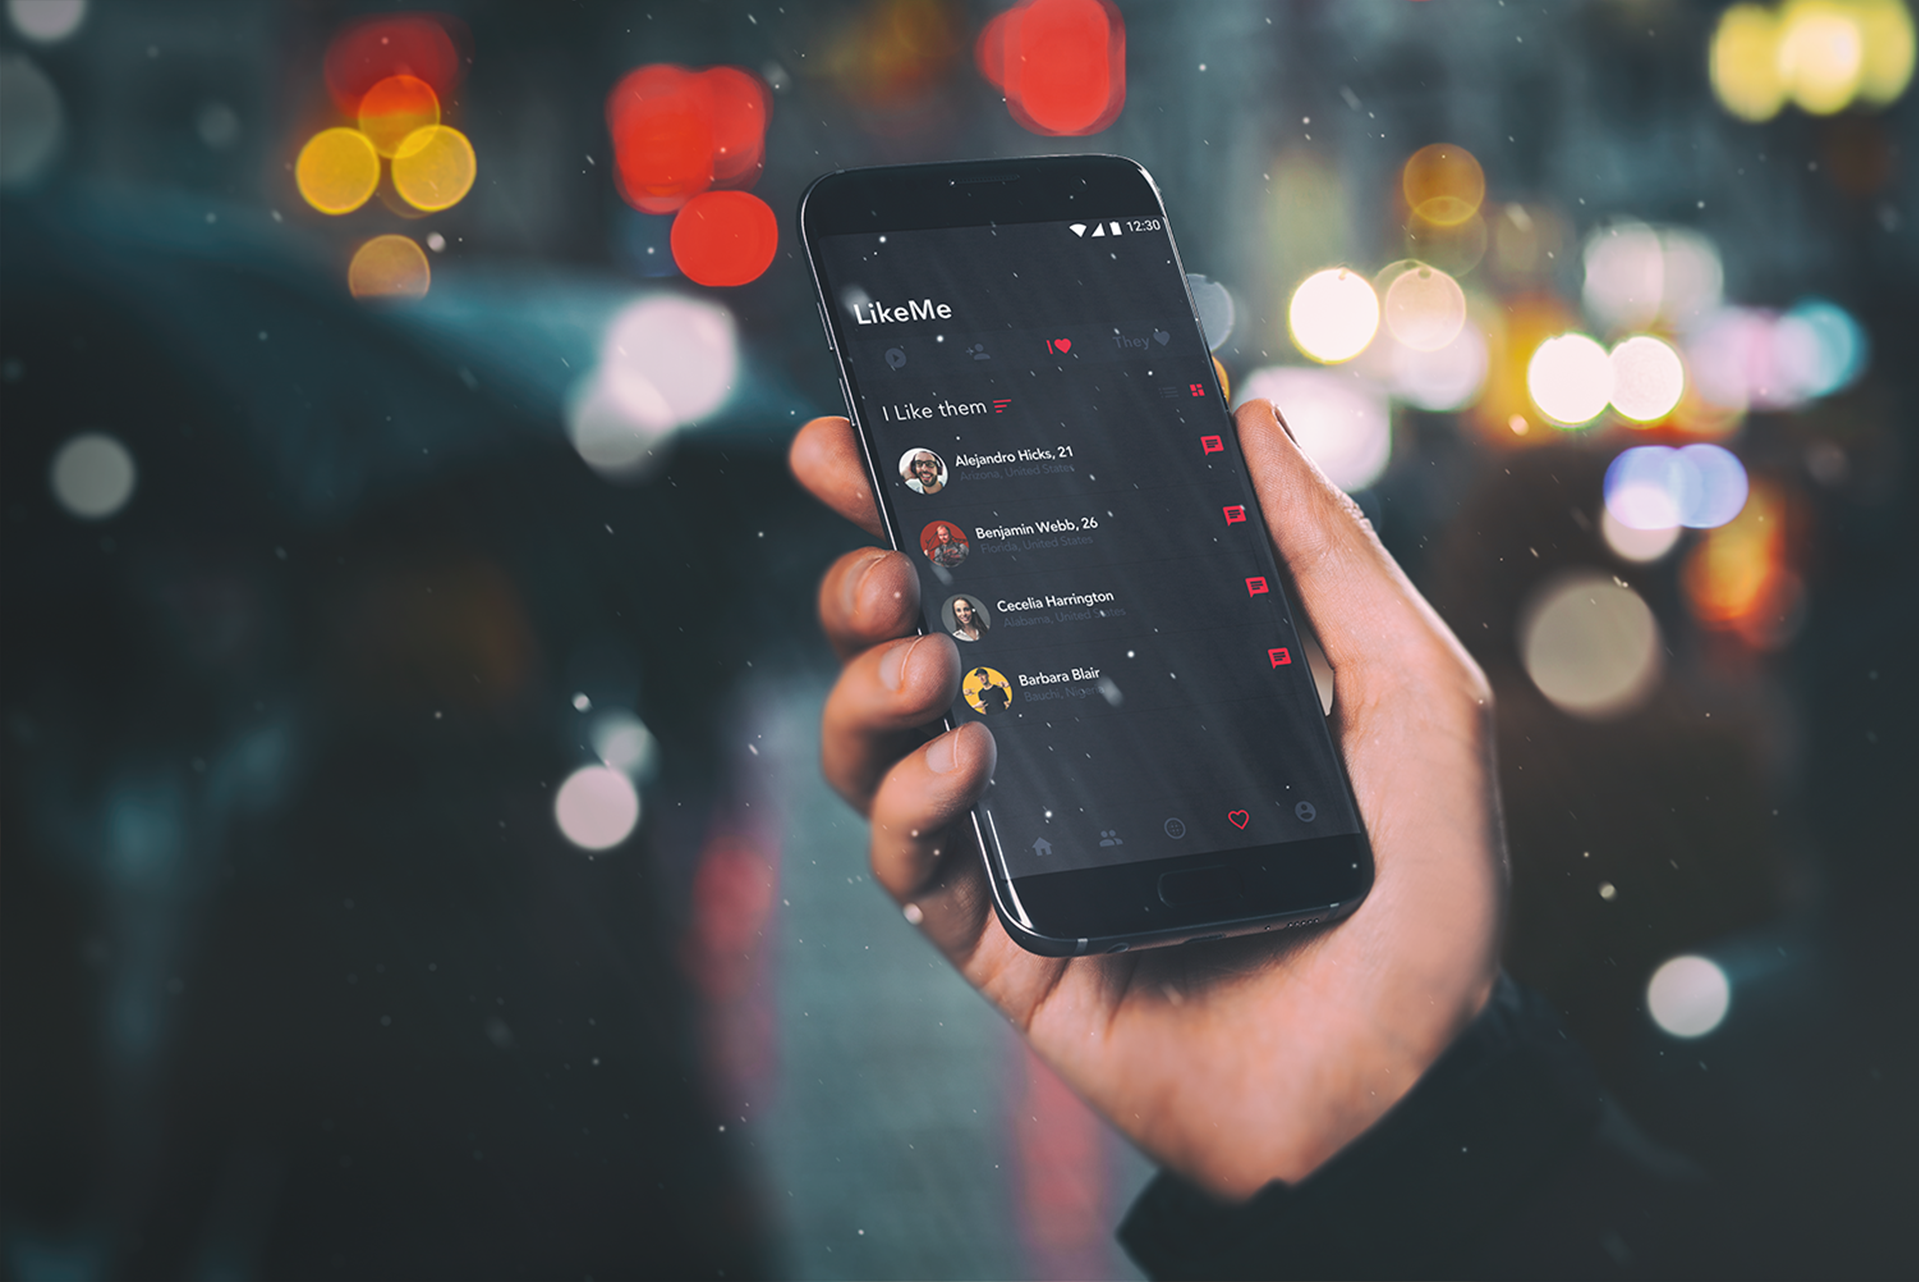 12:30
LikeMe
I They
I Like them
Alejandro Hicks, 21
Arizona, United States
Benjamin Webb, 26
Florida, United States
Cecelia Harrington
Alabama, United States
Barbara Blair
Bauchi, Nigeria